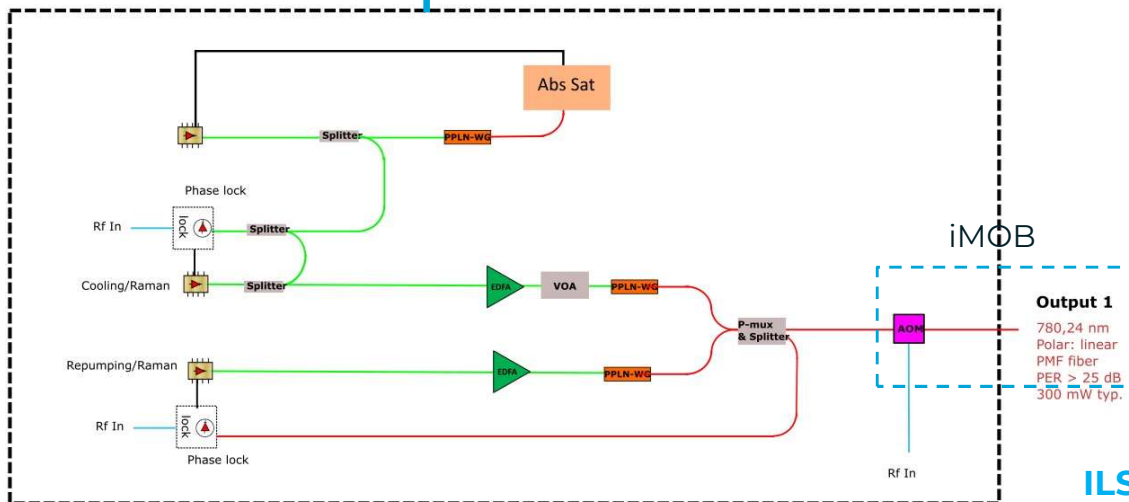 Abs Sat
Splitter
PPLN-WG
Phase lock
Rf In
lock
Splitter
iMOB
Cooling/Raman
Splitter
EDFA
VOA
PPLN-WG
Output 1
780,24 nm
Polar: linear
PMF fiber
PER > 25 dB
300 mW typ.
P-mux
& Splitter
AOM
Repumping/Raman
EDFA
PPLN-WG
Rf In
lock
Phase lock
Rf In